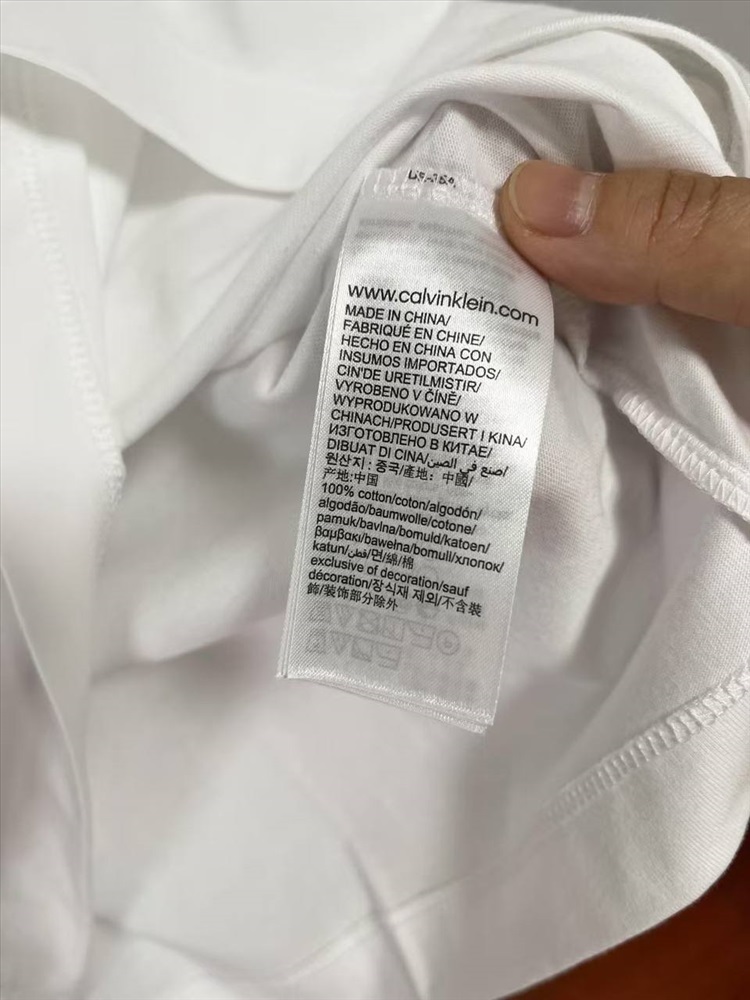 www.calvinklein.com
MADE IN CHINA/
FABRIQUÉ EN CHINE/
HECHO EN CHINA CON
INSUMOS IMPORTADOS/
CIN'DE URETILMISTIR/
VYROBENO V ČÍNĚ/
WYPRODUKOWANO W
CHINACH/PRODUSERT I KINA/
ИЗГОТОВЛЕНО В КИТАЕ/
DIBUAT DI CINA/صنع في الصين/
원산지: 중국/產地: 中國/
产地:中国
100% cotton/coton/algodón/
algodão/baumwolle/cotone/
pamuk/bavlna/bomuld/katoen/
βαμβακι/bawełna/bomull/хлопок/
katun/قطن/면/綿/棉
exclusive of decoration/sauf
décoration/장식재 제외/不含裝
飾/装饰部分除外